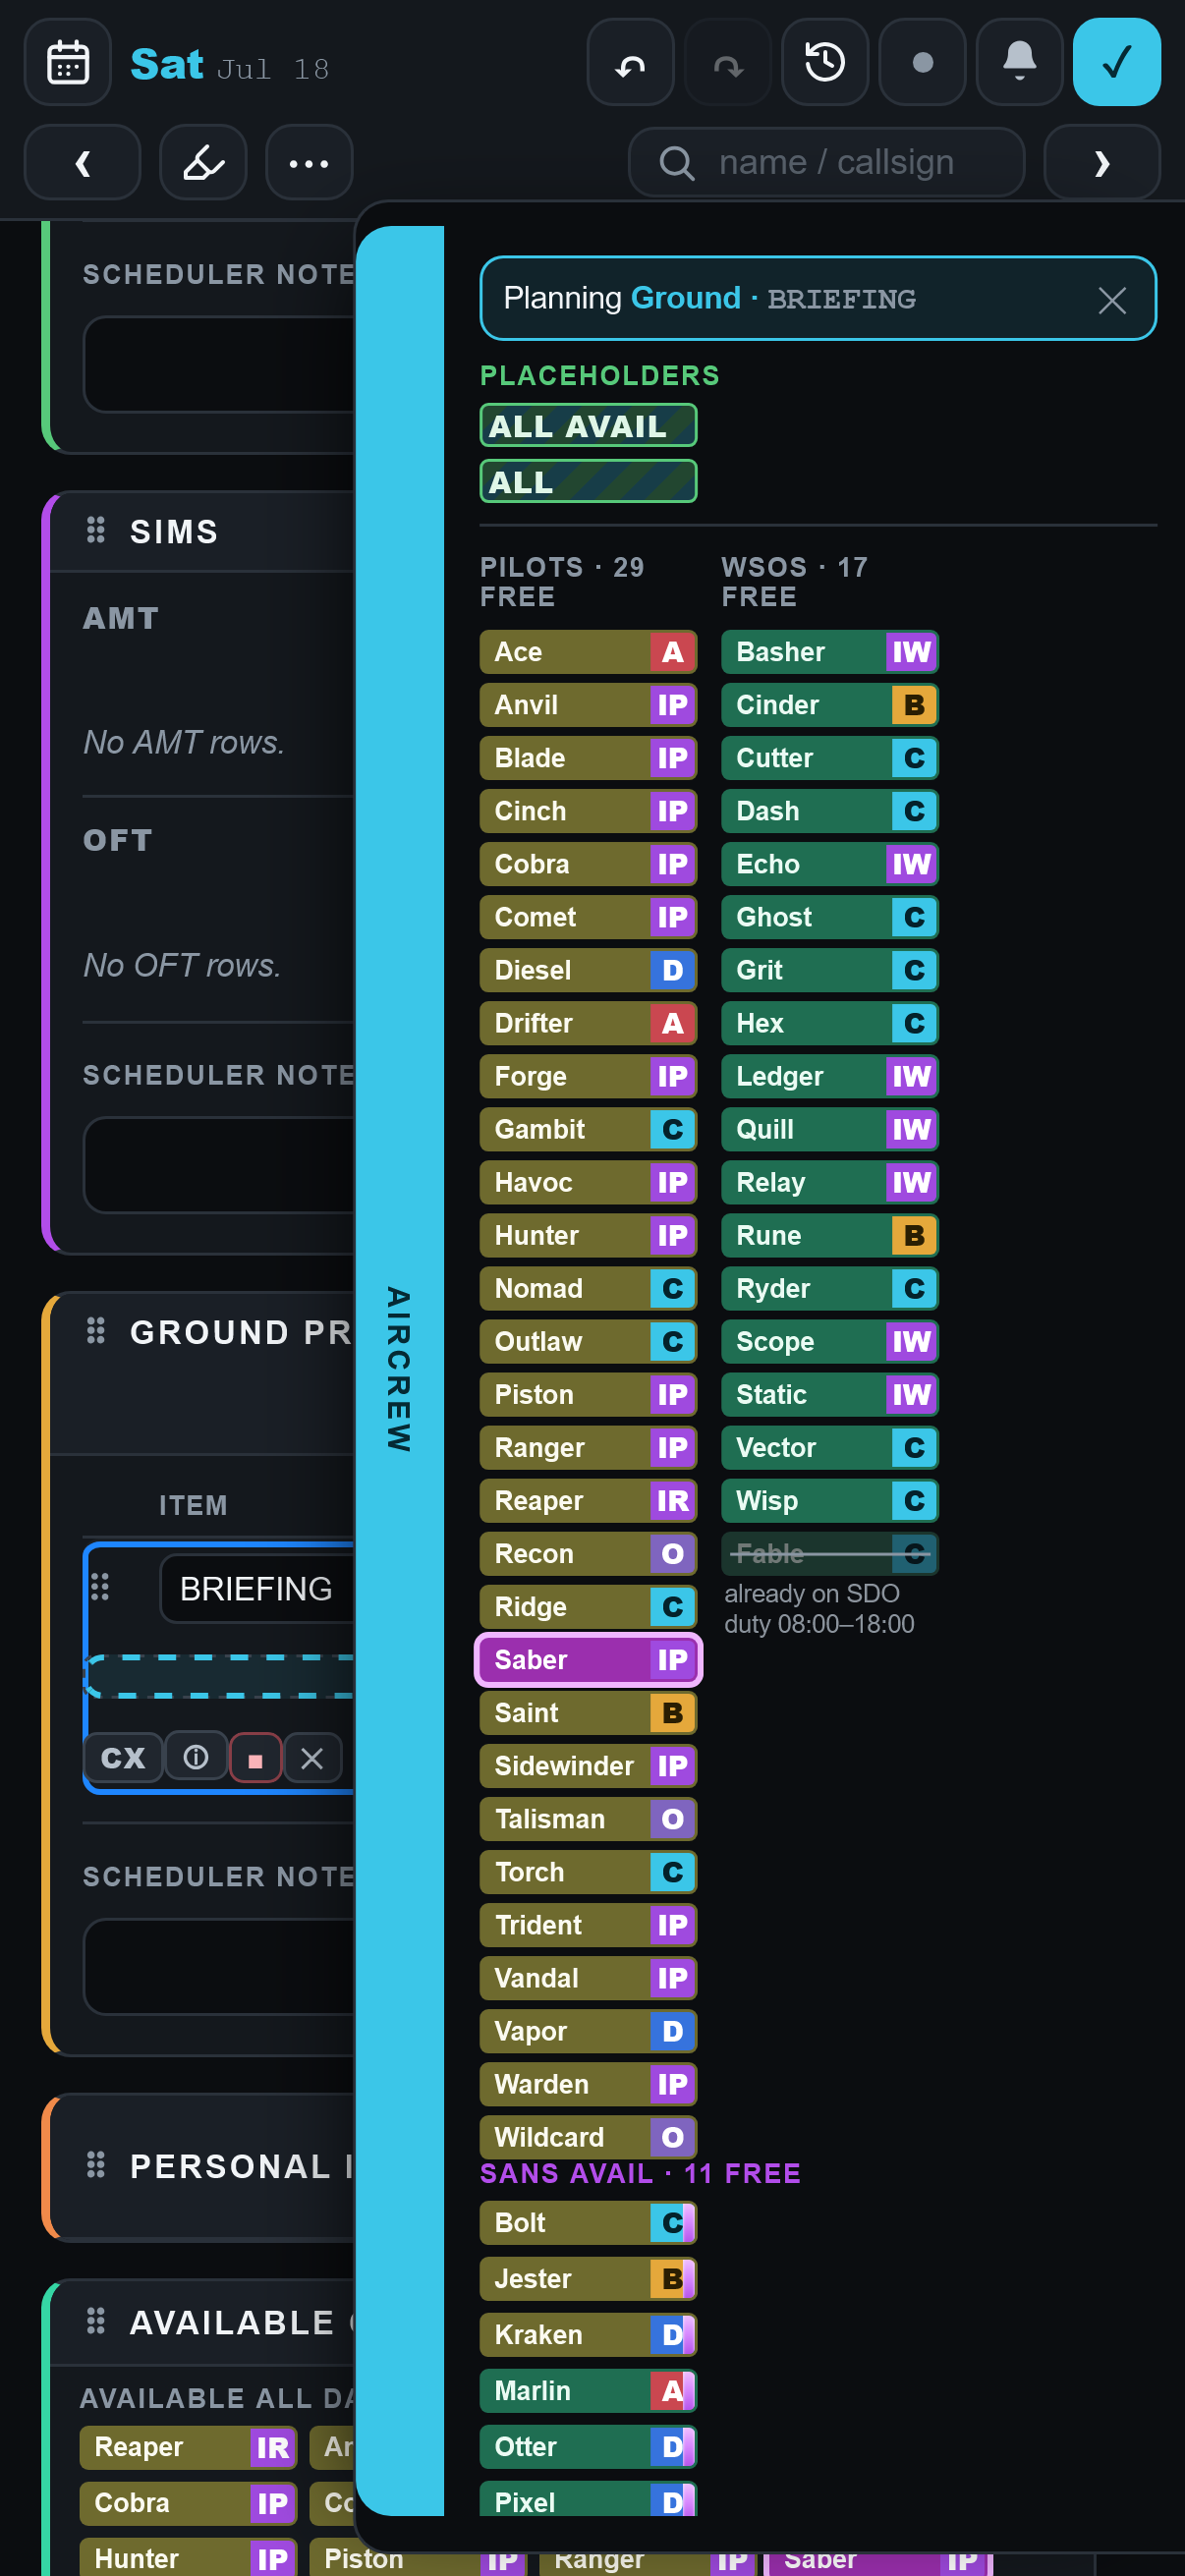 Sat Jul 18
name / callsign
SCHEDULER NOTE
SIMS
AMT
No AMT rows.
OFT
No OFT rows.
SCHEDULER NOTE
GROUND PR
ITEM
BRIEFING
CX
SCHEDULER NOTE
PERSONAL I
AVAILABLE
AVAILABLE ALL DA
Reaper IR
Cobra IP
Hunter IP
Piston IP
Ranger IP
Saber IP
AIRCREW
Planning Ground · BRIEFING
PLACEHOLDERS
ALL AVAIL
ALL
PILOTS · 29 FREE
Ace A
Anvil IP
Blade IP
Cinch IP
Cobra IP
Comet IP
Diesel D
Drifter A
Forge IP
Gambit C
Havoc IP
Hunter IP
Nomad C
Outlaw C
Piston IP
Ranger IP
Reaper IR
Recon O
Ridge C
Saber IP
Saint B
Sidewinder IP
Talisman O
Torch C
Trident IP
Vandal IP
Vapor D
Warden IP
Wildcard O
WSOS · 17 FREE
Basher IW
Cinder B
Cutter C
Dash C
Echo IW
Ghost C
Grit C
Hex C
Ledger IW
Quill IW
Relay IW
Rune B
Ryder C
Scope IW
Static IW
Vector C
Wisp C
Fable C
already on SDO
duty 08:00–18:00
SANS AVAIL · 11 FREE
Bolt C
Jester B
Kraken D
Marlin A
Otter D
Pixel D